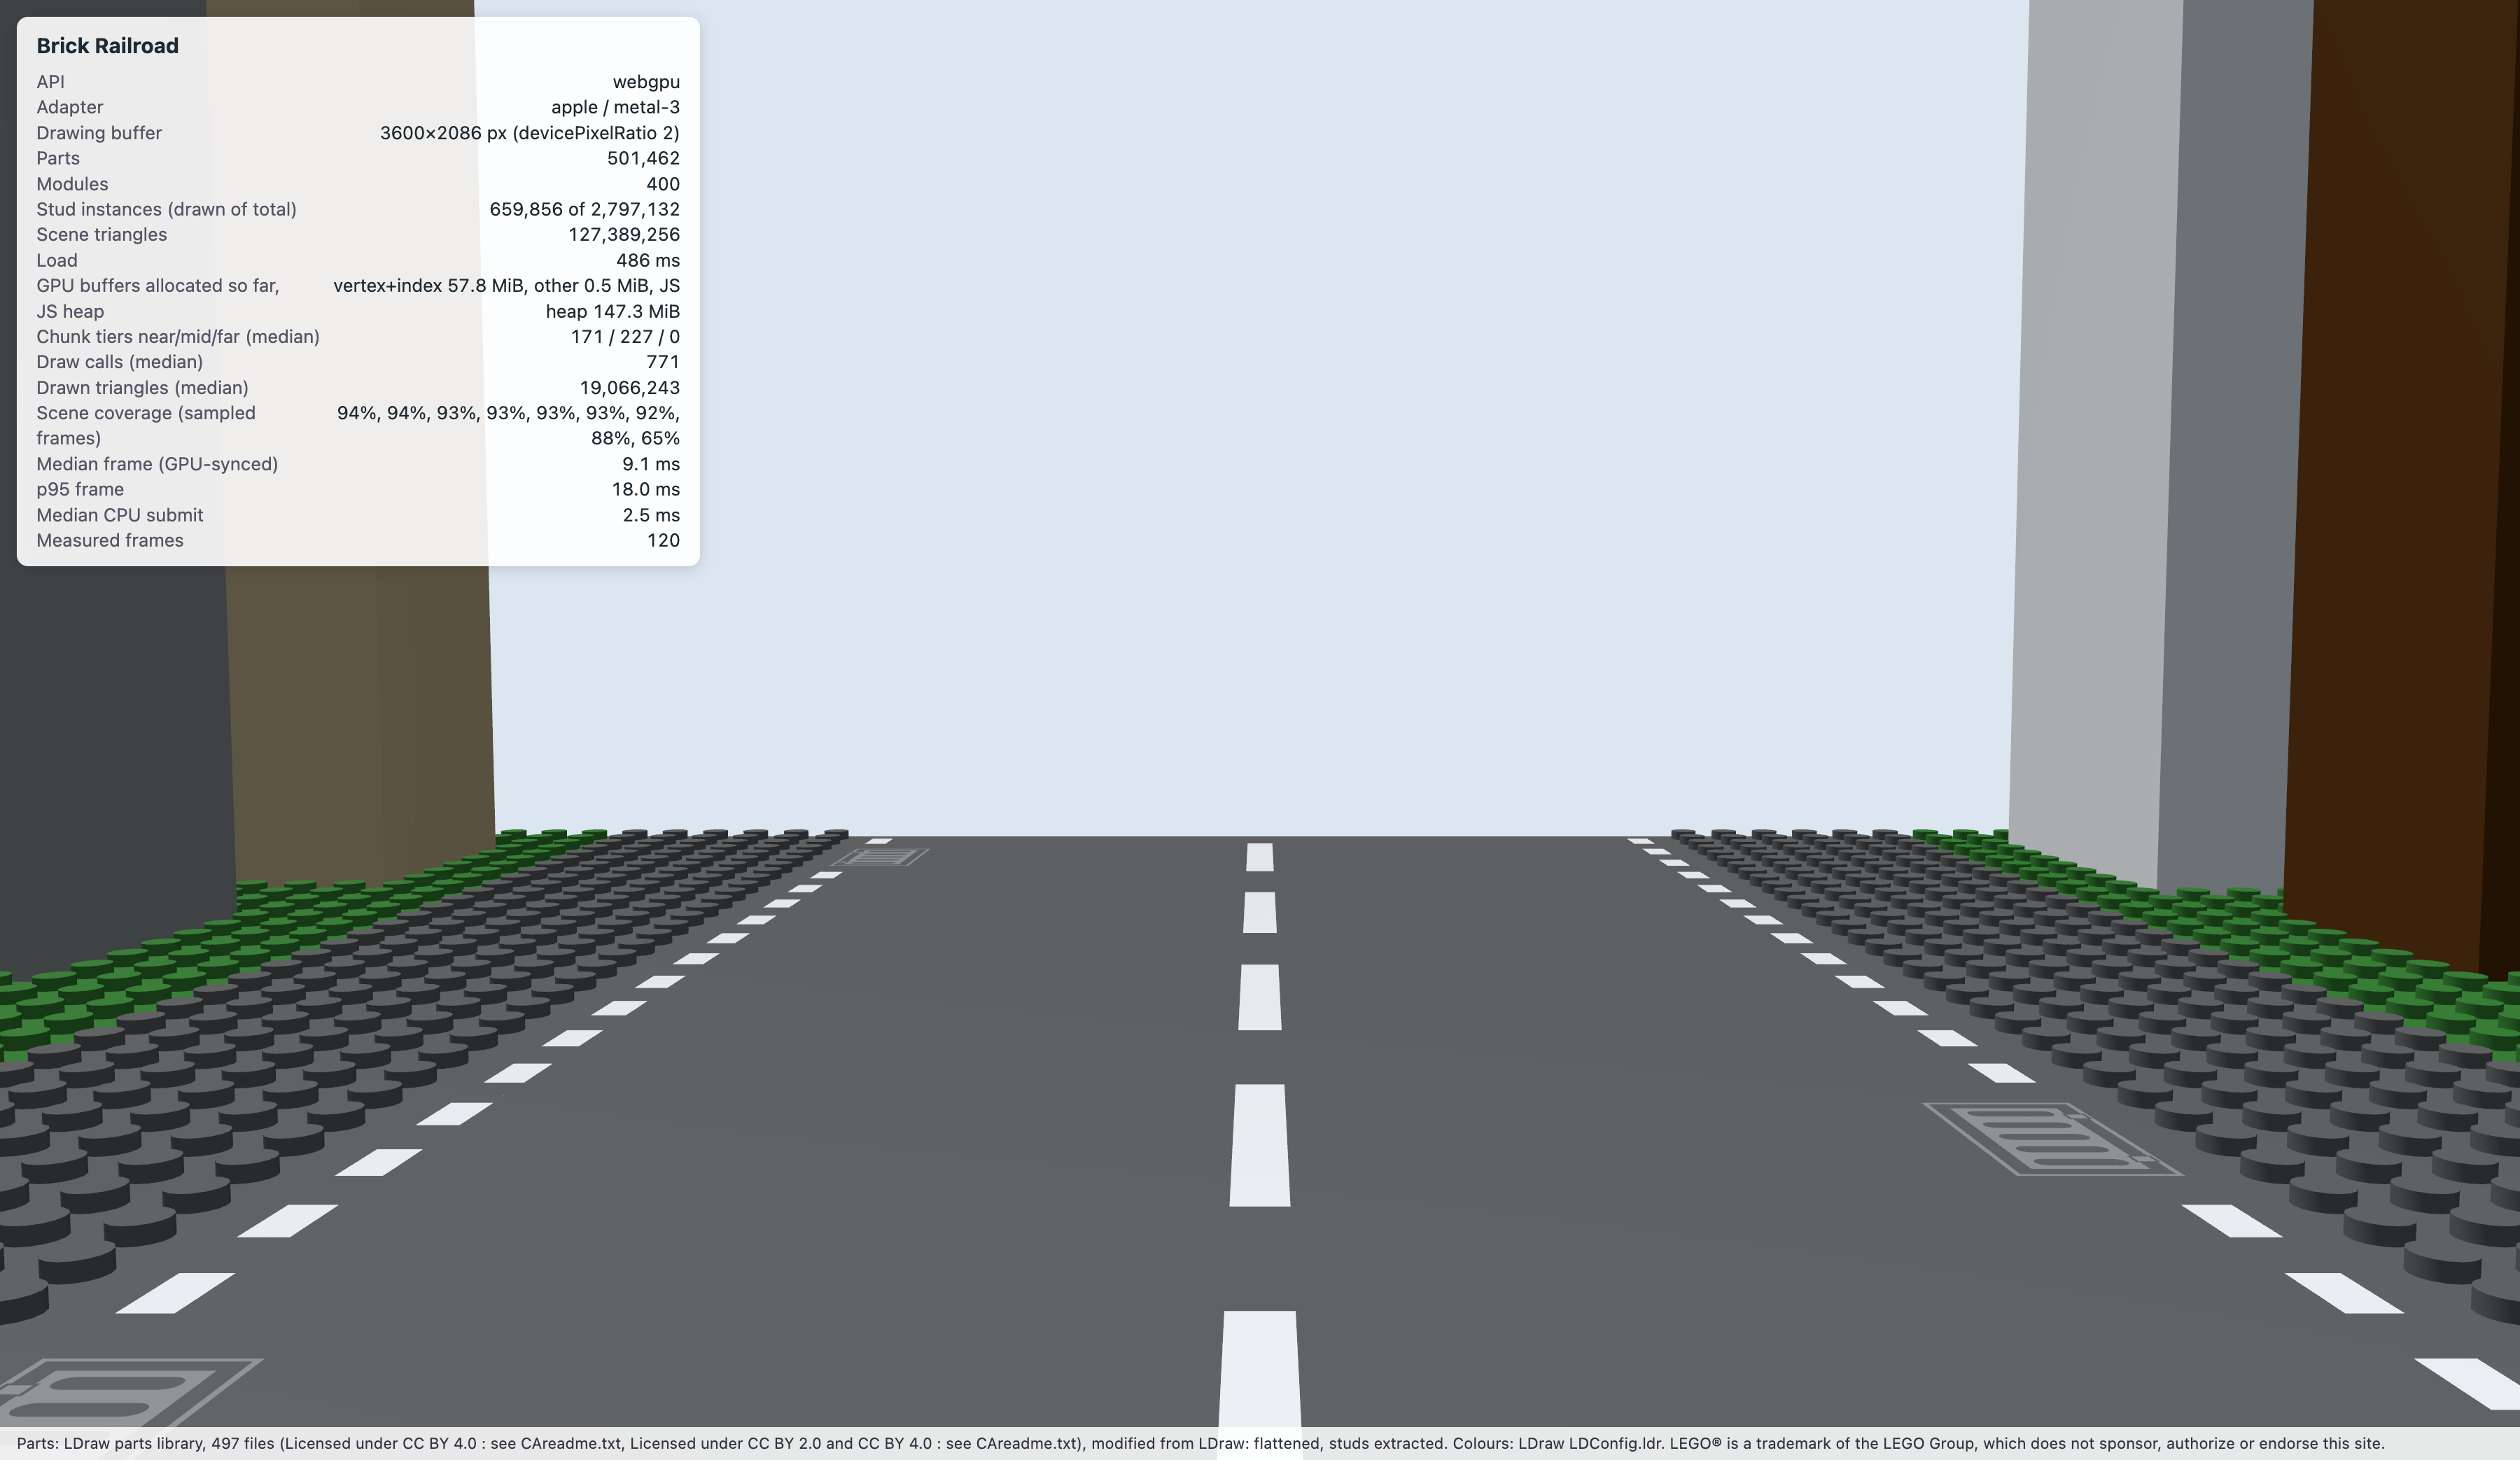 Brick Railroad
API webgpu
Adapter apple / metal-3
Drawing buffer 3600×2086 px (devicePixelRatio 2)
Parts 501,462
Modules 400
Stud instances (drawn of total) 659,856 of 2,797,132
Scene triangles 127,389,256
Load 486 ms
GPU buffers allocated so far, vertex+index 57.8 MiB, other 0.5 MiB, JS
JS heap heap 147.3 MiB
Chunk tiers near/mid/far (median) 171 / 227 / 0
Draw calls (median) 771
Drawn triangles (median) 19,066,243
Scene coverage (sampled 94%, 94%, 93%, 93%, 93%, 93%, 92%,
frames) 88%, 65%
Median frame (GPU-synced) 9.1 ms
p95 frame 18.0 ms
Median CPU submit 2.5 ms
Measured frames 120
Parts: LDraw parts library, 497 files (Licensed under CC BY 4.0 : see CAreadme.txt, Licensed under CC BY 2.0 and CC BY 4.0 : see CAreadme.txt), modified from LDraw: flattened, studs extracted. Colours: LDraw LDConfig.ldr. LEGO® is a trademark of the LEGO Group, which does not sponsor, authorize or endorse this site.